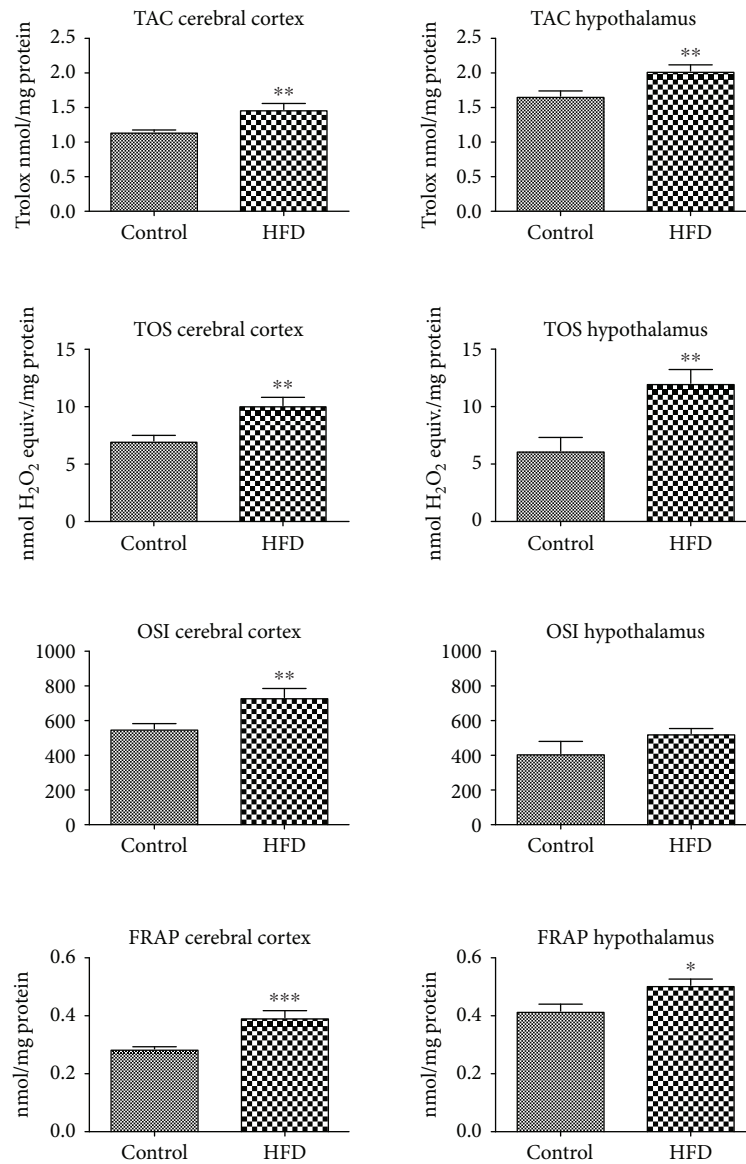 TAC cerebral cortex
Trolox nmol/mg protein
2.5
2.0
1.5
1.0
0.5
0.0
**
Control HFD
TAC hypothalamus
Trolox nmol/mg protein
2.5
2.0
1.5
1.0
0.5
0.0
**
Control HFD
TOS cerebral cortex
nmol H₂O₂ equiv./mg protein
15
10
5
0
**
Control HFD
TOS hypothalamus
nmol H₂O₂ equiv./mg protein
15
10
5
0
**
Control HFD
OSI cerebral cortex
1000
800
600
400
200
0
**
Control HFD
OSI hypothalamus
1000
800
600
400
200
0
Control HFD
FRAP cerebral cortex
nmol/mg protein
0.6
0.4
0.2
0.0
***
Control HFD
FRAP hypothalamus
nmol/mg protein
0.6
0.4
0.2
0.0
*
Control HFD